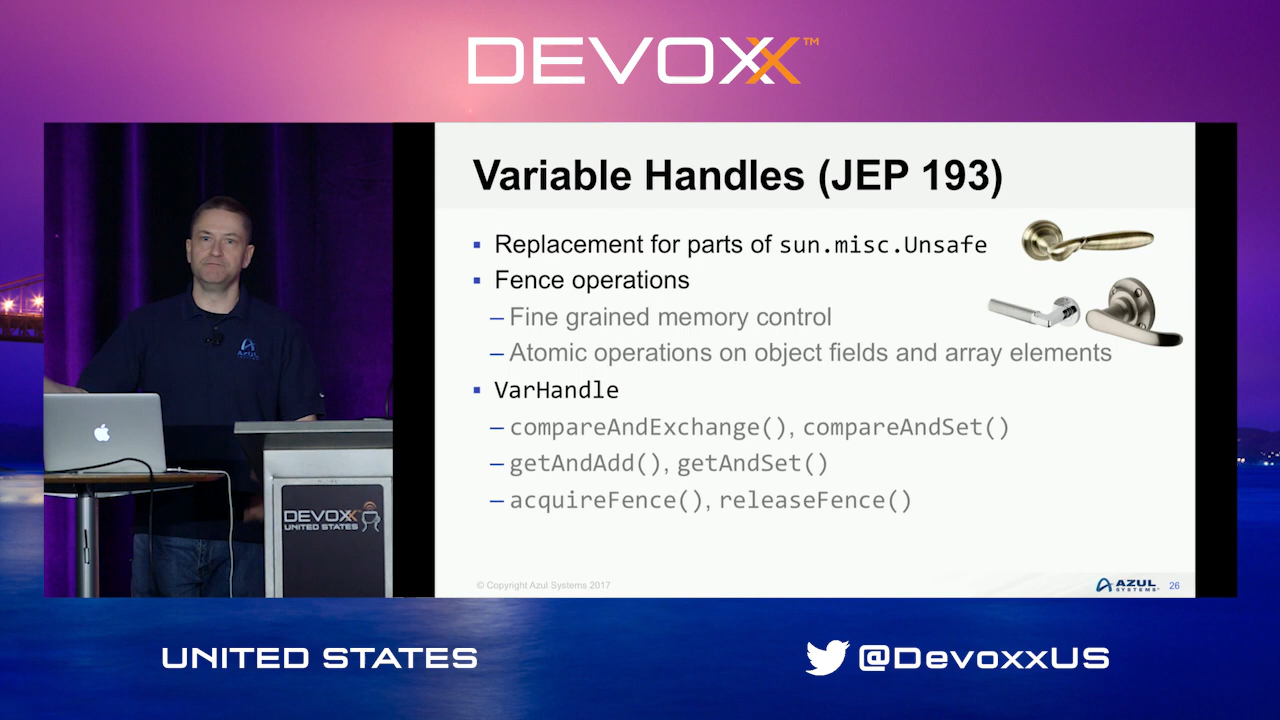 DEVOXX™
Variable Handles (JEP 193)
▪ Replacement for parts of sun.misc.Unsafe
▪ Fence operations
– Fine grained memory control
– Atomic operations on object fields and array elements
▪ VarHandle
– compareAndExchange(), compareAndSet()
– getAndAdd(), getAndSet()
– acquireFence(), releaseFence()
© Copyright Azul Systems 2017
AZUL
SYSTEMS®
26
AZUL
DEVOXX™
UNITED STATES
UNITED STATES
@DevoxxUS